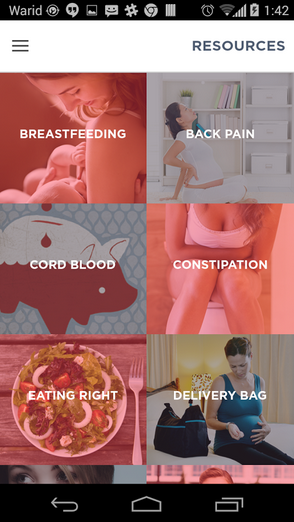 Warid
1:42
RESOURCES
BREASTFEEDING
BACK PAIN
CORD BLOOD
CONSTIPATION
EATING RIGHT
DELIVERY BAG